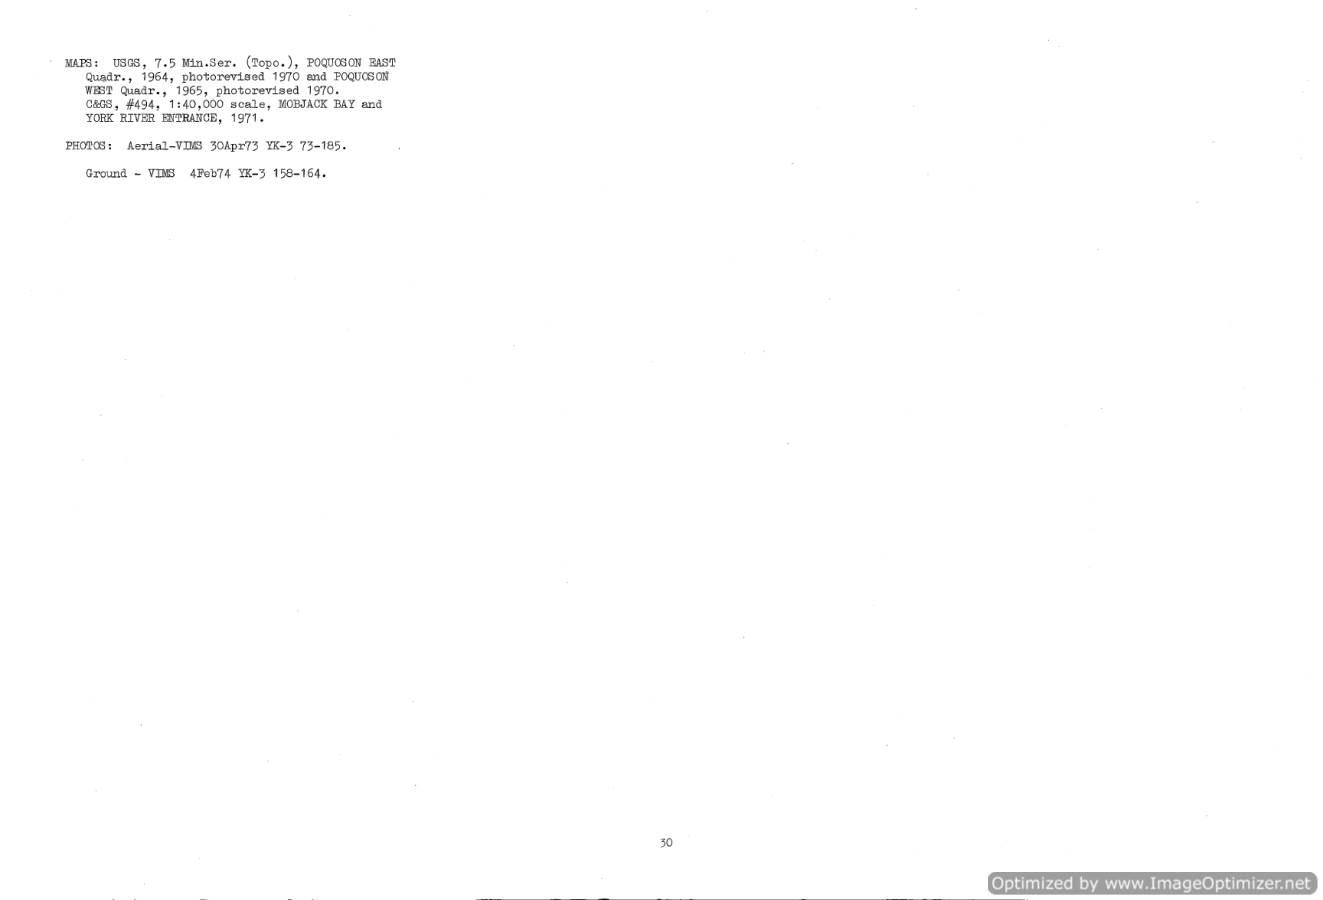 MAPS: USGS, 7.5 Min.Ser. (Topo.), POQUOSON EAST
Quadr., 1964, photorevised 1970 and POQUOSON
WEST Quadr., 1965, photorevised 1970.
C&GS, #494, 1:40,000 scale, MOBJACK BAY and
YORK RIVER ENTRANCE, 1971.
PHOTOS: Aerial-VIMS 30Apr73 YK-3 73-185.
Ground - VIMS 4Feb74 YK-3 158-164.
30
Optimized by www.ImageOptimizer.net